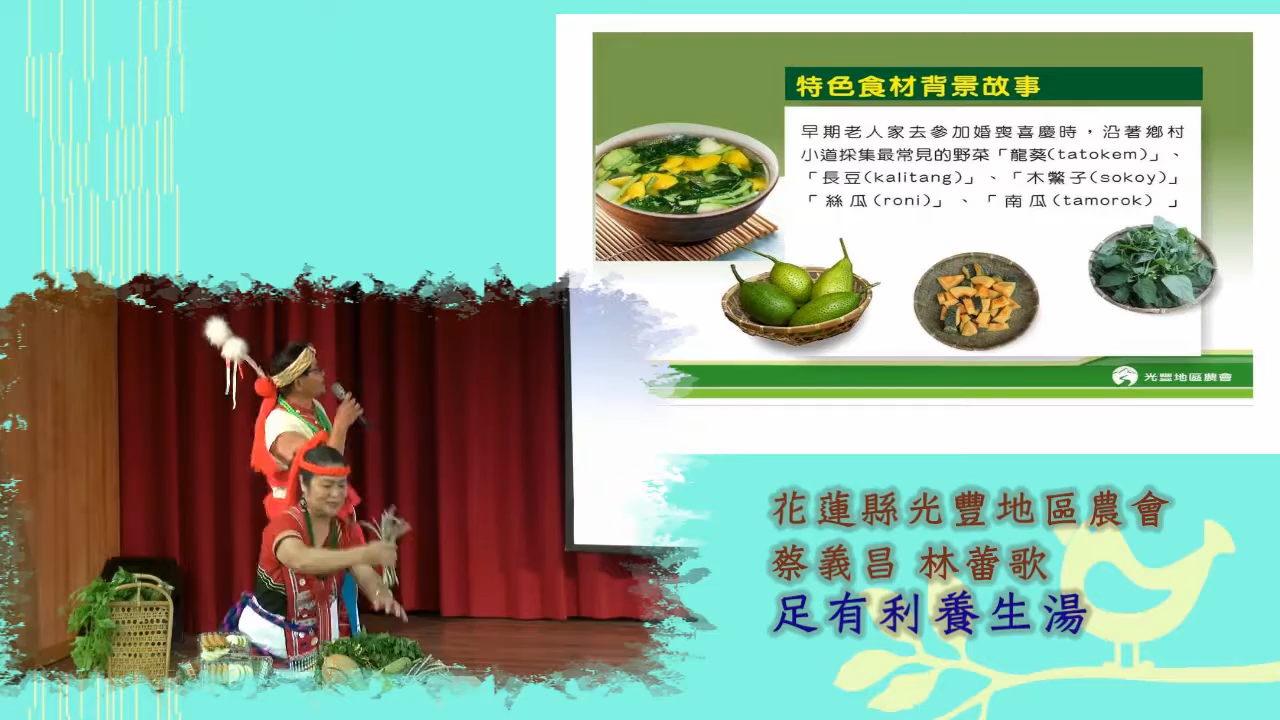 特色食材背景故事
早期老人家去參加婚喪喜慶時，沿著鄉村
小道採集最常見的野菜「龍葵(tatokem)」、
「長豆(kalitang)」、「木鱉子(sokoy)」
「絲瓜(roni)」、「南瓜(tamorok）」
光豐地區農會
花蓮縣光豐地區農會
蔡義昌 林蕾歌
足有利養生湯